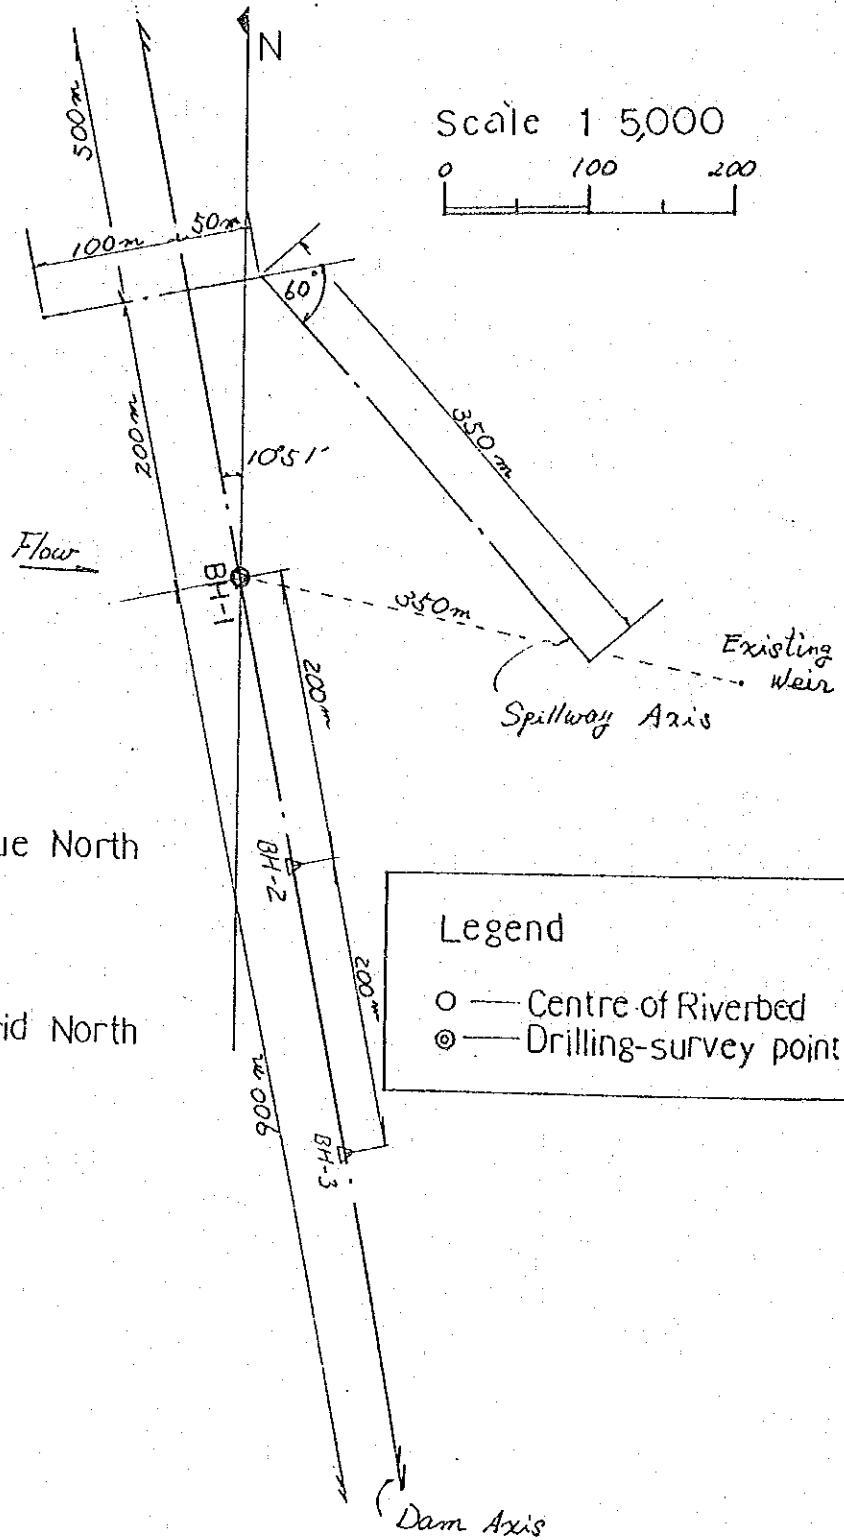 N
Scale 1 5,000
0 100 200
500m
100m
50m
60°
350m
200m
10°51′
Flow
BH-1
350m
Existing
Weir
Spillway Axis
200m
ue North
BH-2
Legend
200m
Centre of Riverbed
rid North
Drilling-survey point
900m
BH-3
Dam Axis